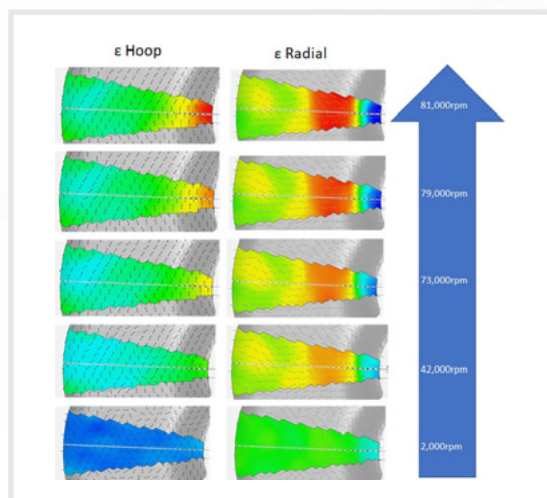 ε Hoop
ε Radial
81,000rpm
79,000rpm
73,000rpm
42,000rpm
2,000rpm